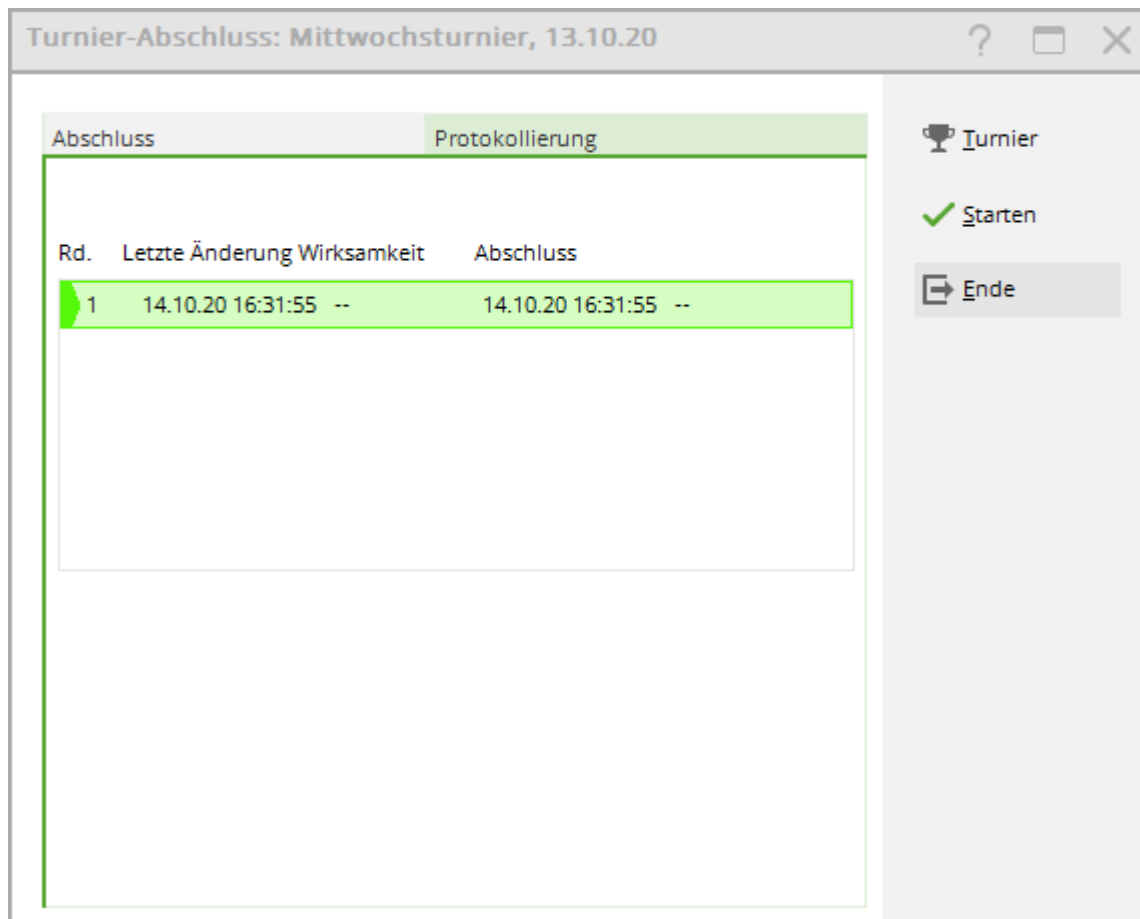 Turnier-Abschluss: Mittwochsturnier, 13.10.20
Abschluss Protokollierung
Rd. Letzte Änderung Wirksamkeit Abschluss
1 14.10.20 16:31:55 -- 14.10.20 16:31:55 --
Turnier
Starten
Ende